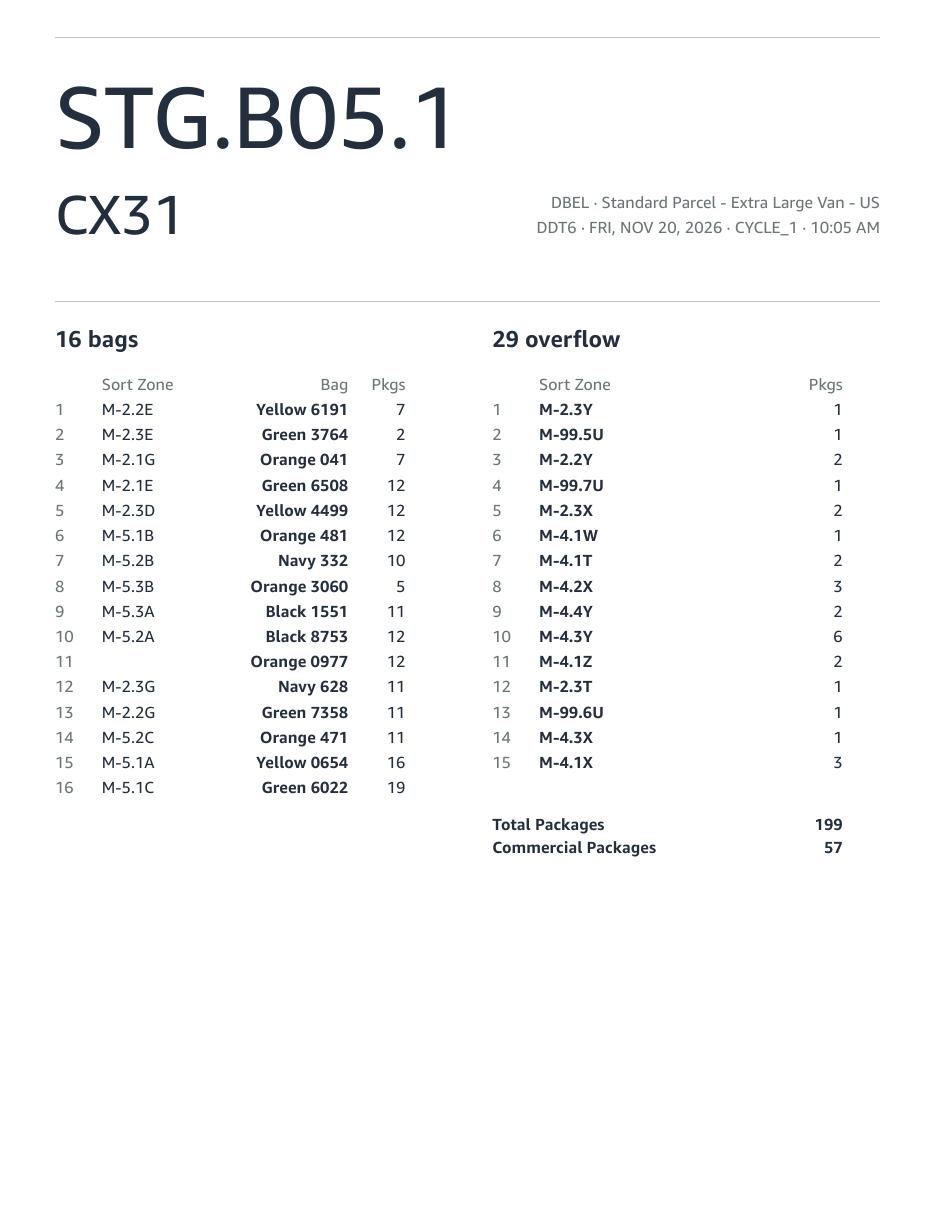 STG.B05.1
CX31
DBEL · Standard Parcel - Extra Large Van - US
DDT6 · FRI, NOV 20, 2026 · CYCLE_1 · 10:05 AM
16 bags
Sort Zone Bag Pkgs
1 M-2.2E Yellow 6191 7
2 M-2.3E Green 3764 2
3 M-2.1G Orange 041 7
4 M-2.1E Green 6508 12
5 M-2.3D Yellow 4499 12
6 M-5.1B Orange 481 12
7 M-5.2B Navy 332 10
8 M-5.3B Orange 3060 5
9 M-5.3A Black 1551 11
10 M-5.2A Black 8753 12
11 Orange 0977 12
12 M-2.3G Navy 628 11
13 M-2.2G Green 7358 11
14 M-5.2C Orange 471 11
15 M-5.1A Yellow 0654 16
16 M-5.1C Green 6022 19
29 overflow
Sort Zone Pkgs
1 M-2.3Y 1
2 M-99.5U 1
3 M-2.2Y 2
4 M-99.7U 1
5 M-2.3X 2
6 M-4.1W 1
7 M-4.1T 2
8 M-4.2X 3
9 M-4.4Y 2
10 M-4.3Y 6
11 M-4.1Z 2
12 M-2.3T 1
13 M-99.6U 1
14 M-4.3X 1
15 M-4.1X 3
Total Packages 199
Commercial Packages 57